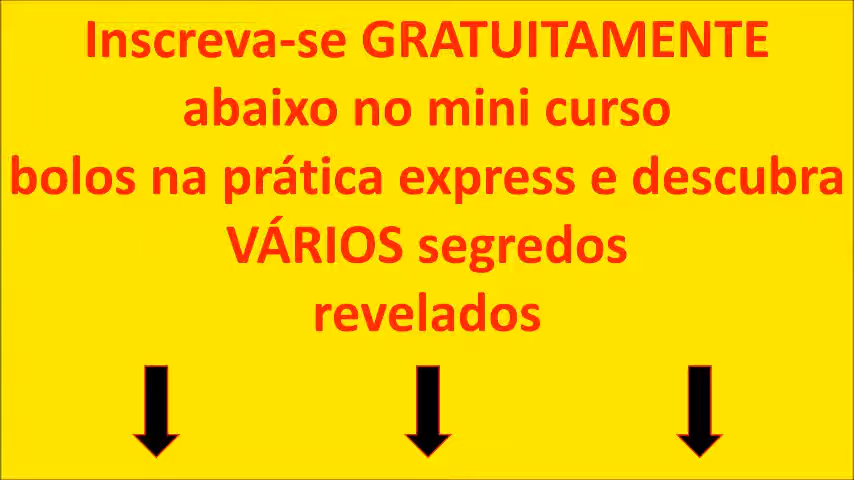 Inscreva-se GRATUITAMENTE
abaixo no mini curso
bolos na prática express e descubra
VÁRIOS segredos
revelados